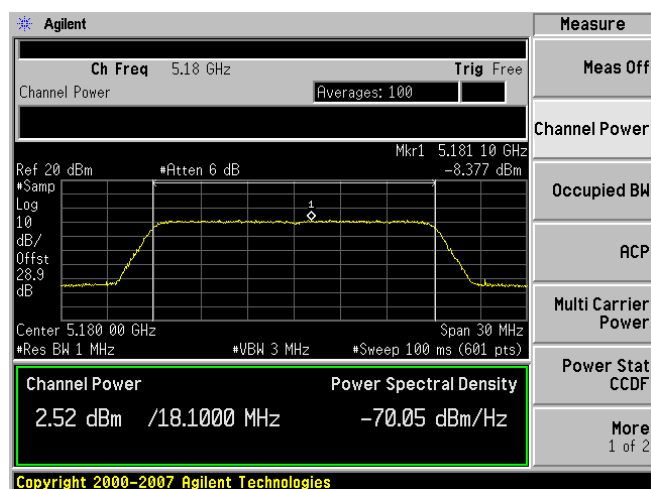 Agilent
Measure
Ch Freq 5.18 GHz Trig Free
Channel Power Averages: 100
Mkr1 5.181 10 GHz
Ref 20 dBm #Atten 6 dB -8.377 dBm
#Samp
Log
10
dB/
Offst
28.9
dB
1
Center 5.180 00 GHz Span 30 MHz
#Res BW 1 MHz #VBW 3 MHz #Sweep 100 ms (601 pts)
Channel Power Power Spectral Density
2.52 dBm /18.1000 MHz -70.05 dBm/Hz
Copyright 2000-2007 Agilent Technologies
Meas Off
Channel Power
Occupied BW
ACP
Multi Carrier
Power
Power Stat
CCDF
More
1 of 2